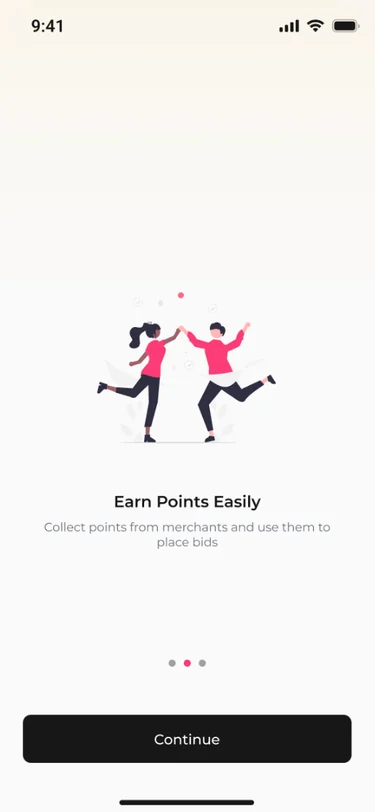 9:41
Earn Points Easily
Collect points from merchants and use them to
place bids
Continue